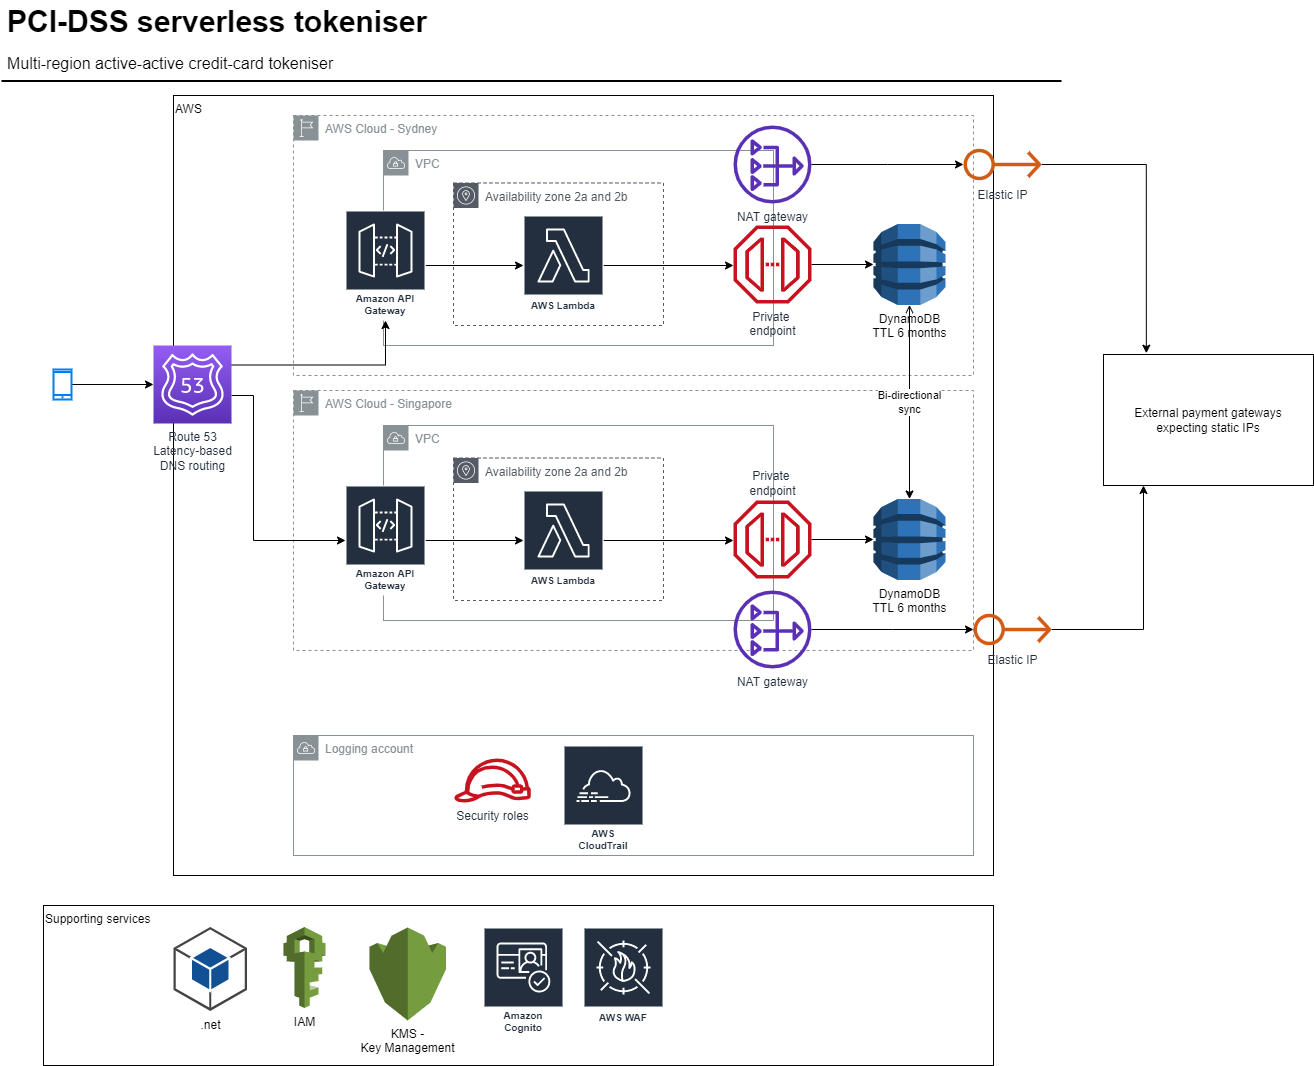 PCI-DSS serverless tokeniser
Multi-region active-active credit-card tokeniser
AWS
AWS Cloud - Sydney
VPC
Availability zone 2a and 2b
Amazon API
Gateway
AWS Lambda
NAT gateway
Private
endpoint
DynamoDB
TTL 6 months
Elastic IP
53
Route 53
Latency-based
DNS routing
Bi-directional
sync
External payment gateways
expecting static IPs
AWS Cloud - Singapore
VPC
Availability zone 2a and 2b
Amazon API
Gateway
AWS Lambda
Private
endpoint
NAT gateway
DynamoDB
TTL 6 months
Elastic IP
Logging account
Security roles
AWS
CloudTrail
Supporting services
.net
IAM
KMS -
Key Management
Amazon
Cognito
AWS WAF